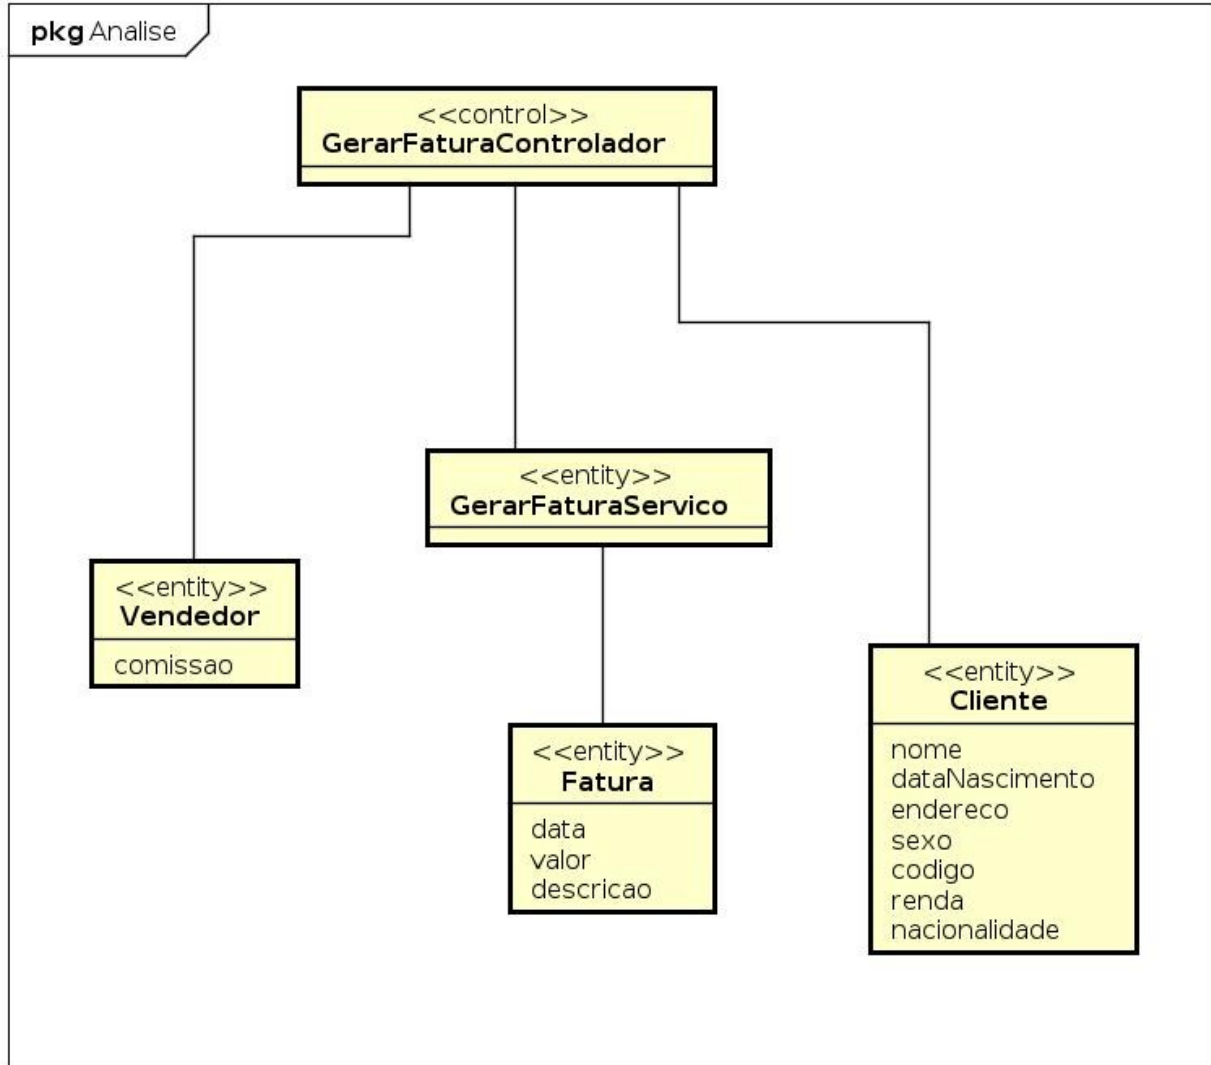 pkg Analise
<<control>>
GerarFaturaControlador
<<entity>>
GerarFaturaServico
<<entity>>
Vendedor
comissao
<<entity>>
Cliente
nome
dataNascimento
endereco
sexo
codigo
renda
nacionalidade
<<entity>>
Fatura
data
valor
descricao